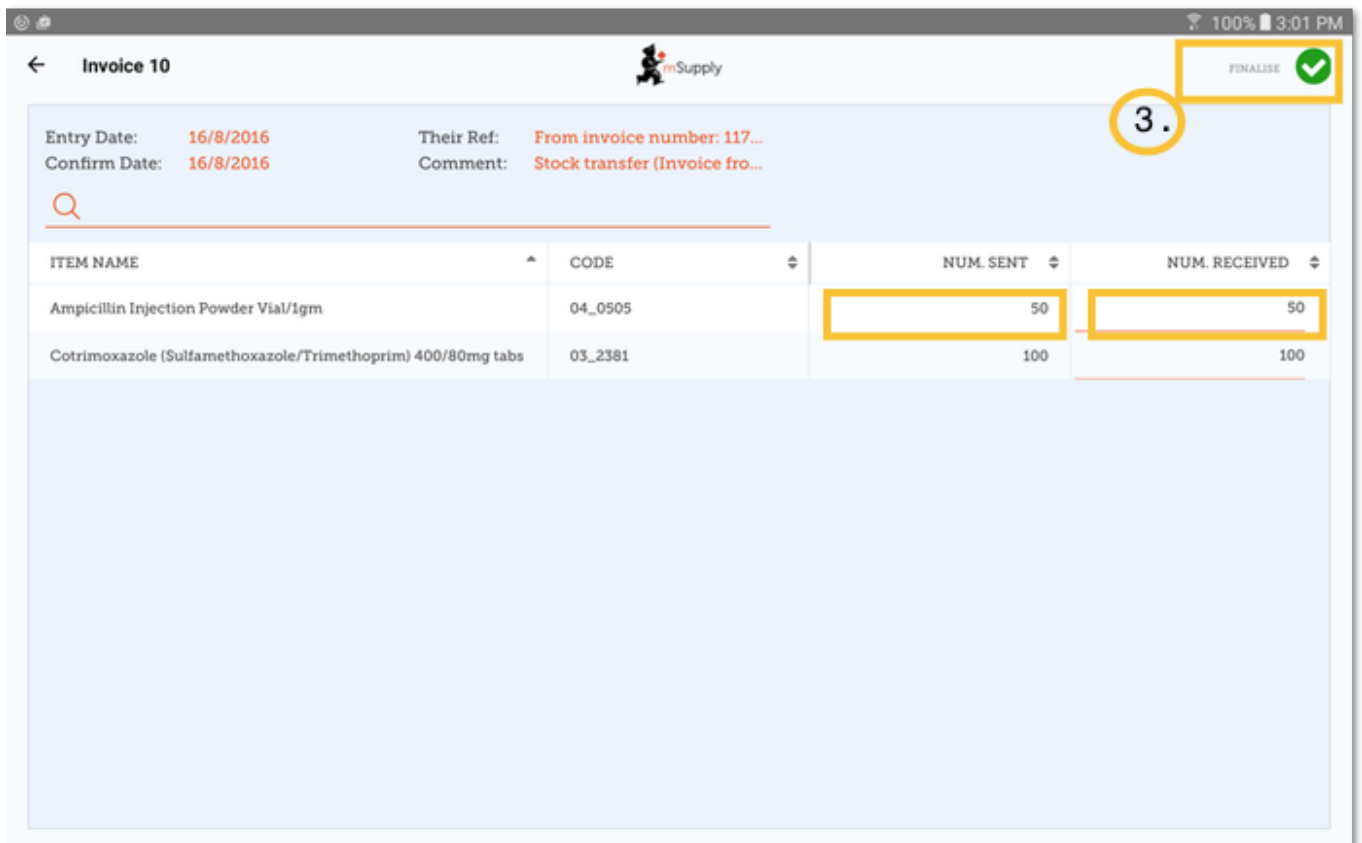 100% 3:01 PM
Invoice 10
mSupply
FINALISE
3.
Entry Date: 16/8/2016 Their Ref: From invoice number: 117...
Confirm Date: 16/8/2016 Comment: Stock transfer (Invoice fro...
ITEM NAME CODE NUM. SENT NUM. RECEIVED
Ampicillin Injection Powder Vial/1gm 04_0505 50 50
Cotrimoxazole (Sulfamethoxazole/Trimethoprim) 400/80mg tabs 03_2381 100 100